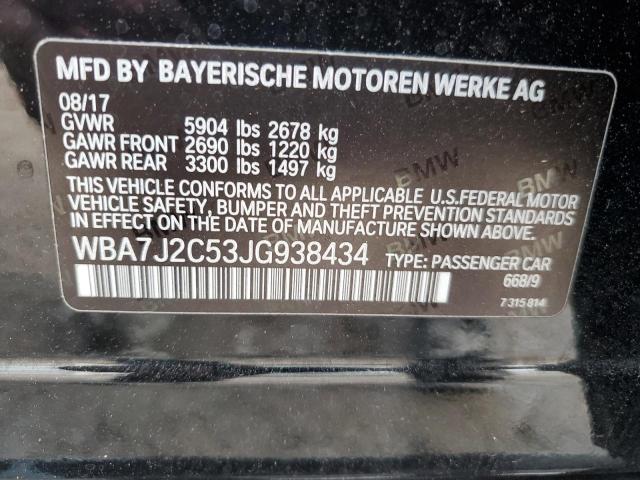 MFD BY BAYERISCHE MOTOREN WERKE AG
08/17
GVWR 5904 lbs 2678 kg
GAWR FRONT 2690 lbs 1220 kg
GAWR REAR 3300 lbs 1497 kg
THIS VEHICLE CONFORMS TO ALL APPLICABLE U.S.FEDERAL MOTOR
VEHICLE SAFETY, BUMPER AND THEFT PREVENTION STANDARDS
IN EFFECT ON THE DATE OF MANUFACTURE SHOWN ABOVE.
WBA7J2C53JG938434 TYPE: PASSENGER CAR
668/9
7 315 814